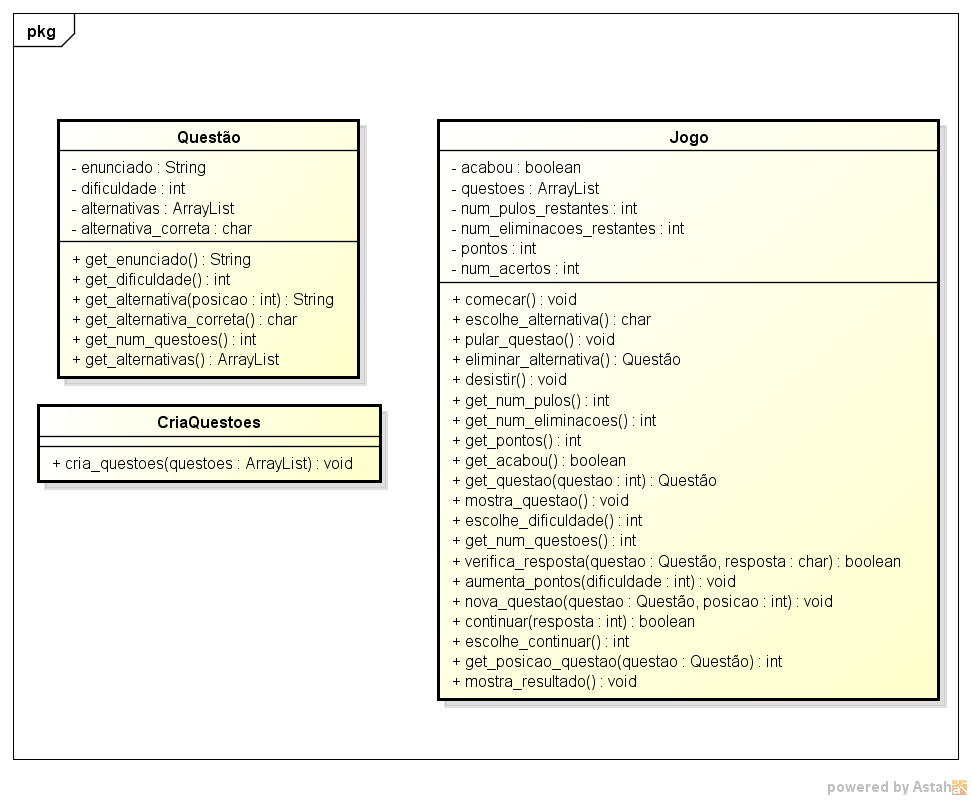 pkg
Questão
- enunciado : String
- dificuldade : int
- alternativas : ArrayList
- alternativa_correta : char
+ get_enunciado() : String
+ get_dificuldade() : int
+ get_alternativa(posicao : int) : String
+ get_alternativa_correta() : char
+ get_num_questoes() : int
+ get_alternativas() : ArrayList
CriaQuestoes
+ cria_questoes(questoes : ArrayList) : void
Jogo
- acabou : boolean
- questoes : ArrayList
- num_pulos_restantes : int
- num_eliminacoes_restantes : int
- pontos : int
- num_acertos : int
+ comecar() : void
+ escolhe_alternativa() : char
+ pular_questao() : void
+ eliminar_alternativa() : Questão
+ desistir() : void
+ get_num_pulos() : int
+ get_num_eliminacoes() : int
+ get_pontos() : int
+ get_acabou() : boolean
+ get_questao(questao : int) : Questão
+ mostra_questao() : void
+ escolhe_dificuldade() : int
+ get_num_questoes() : int
+ verifica_resposta(questao : Questão, resposta : char) : boolean
+ aumenta_pontos(dificuldade : int) : void
+ nova_questao(questao : Questão, posicao : int) : void
+ continuar(resposta : int) : boolean
+ escolhe_continuar() : int
+ get_posicao_questao(questao : Questão) : int
+ mostra_resultado() : void
powered by Astah